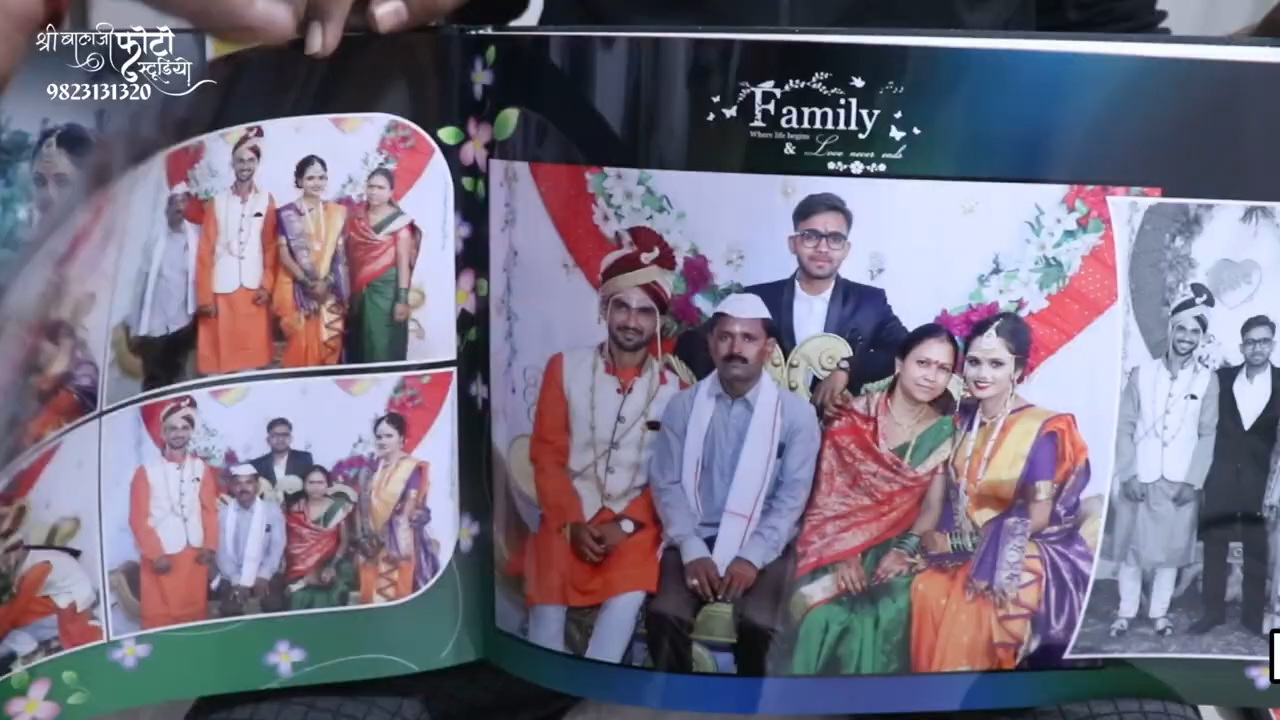 श्री बालाजी फोटो
स्टूडियो
9823131320
Family
Where life begins
& Love never ends